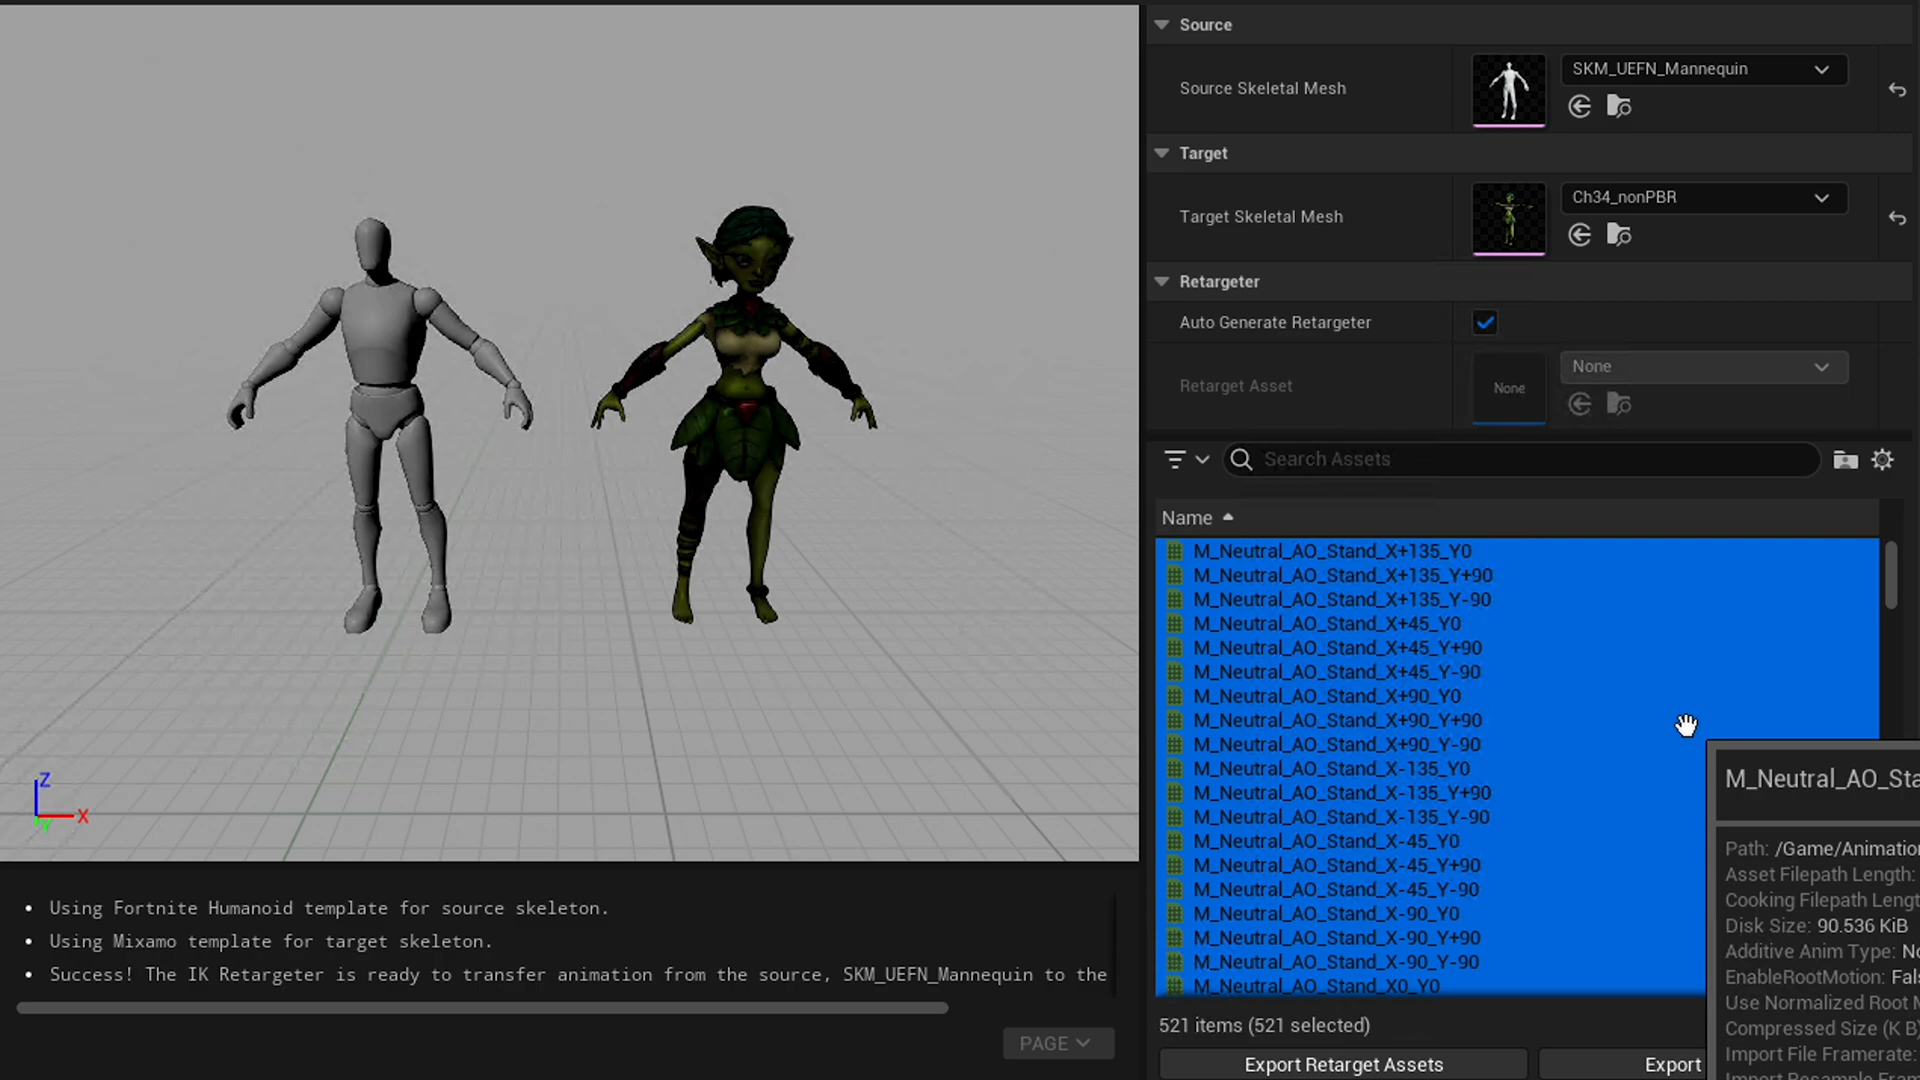 Source
Source Skeletal Mesh
SKM_UEFN_Mannequin
Target
Target Skeletal Mesh
Ch34_nonPBR
Retargeter
Auto Generate Retargeter
Retarget Asset
None
None
Search Assets
Name
M_Neutral_AO_Stand_X+135_Y0
M_Neutral_AO_Stand_X+135_Y+90
M_Neutral_AO_Stand_X+135_Y-90
M_Neutral_AO_Stand_X+45_Y0
M_Neutral_AO_Stand_X+45_Y+90
M_Neutral_AO_Stand_X+45_Y-90
M_Neutral_AO_Stand_X+90_Y0
M_Neutral_AO_Stand_X+90_Y+90
M_Neutral_AO_Stand_X+90_Y-90
M_Neutral_AO_Stand_X-135_Y0
M_Neutral_AO_Stand_X-135_Y+90
M_Neutral_AO_Stand_X-135_Y-90
M_Neutral_AO_Stand_X-45_Y0
M_Neutral_AO_Stand_X-45_Y+90
M_Neutral_AO_Stand_X-45_Y-90
M_Neutral_AO_Stand_X-90_Y0
M_Neutral_AO_Stand_X-90_Y+90
M_Neutral_AO_Stand_X-90_Y-90
M_Neutral_AO_Stand_X0_Y0
521 items (521 selected)
Export Retarget Assets
Export
M_Neutral_AO_Sta
Path: /Game/Animation
Asset Filepath Length:
Cooking Filepath Lengt
Disk Size: 90.536 KiB
Additive Anim Type: No
EnableRootMotion: Fals
Use Normalized Root M
Compressed Size (KB)
Import File Framerate:
Import Resample Fram
Z
X
Y
• Using Fortnite Humanoid template for source skeleton.
• Using Mixamo template for target skeleton.
• Success! The IK Retargeter is ready to transfer animation from the source, SKM_UEFN_Mannequin to the
PAGE